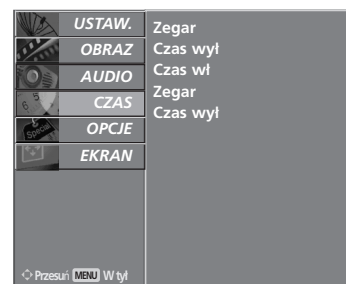 USTAW.
OBRAZ
AUDIO
CZAS
OPCJE
EKRAN
Zegar
Czas wył
Czas wł
Zegar
Czas wył
Przesuń MENU W tył